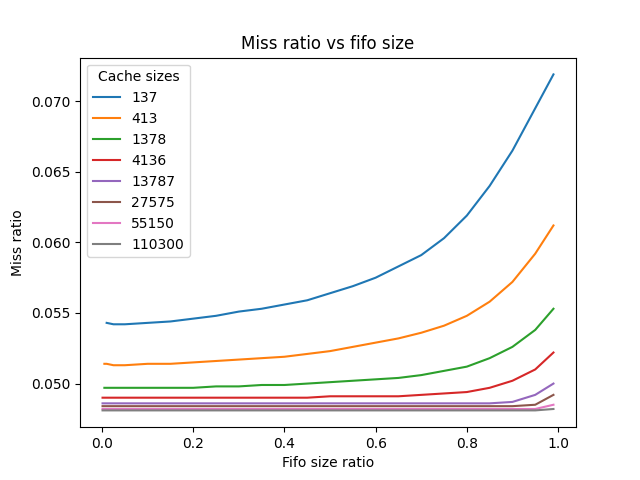 Miss ratio vs fifo size
Cache sizes
137
413
1378
4136
13787
27575
55150
110300
0.070
0.065
0.060
0.055
0.050
Miss ratio
0.0 0.2 0.4 0.6 0.8 1.0
Fifo size ratio